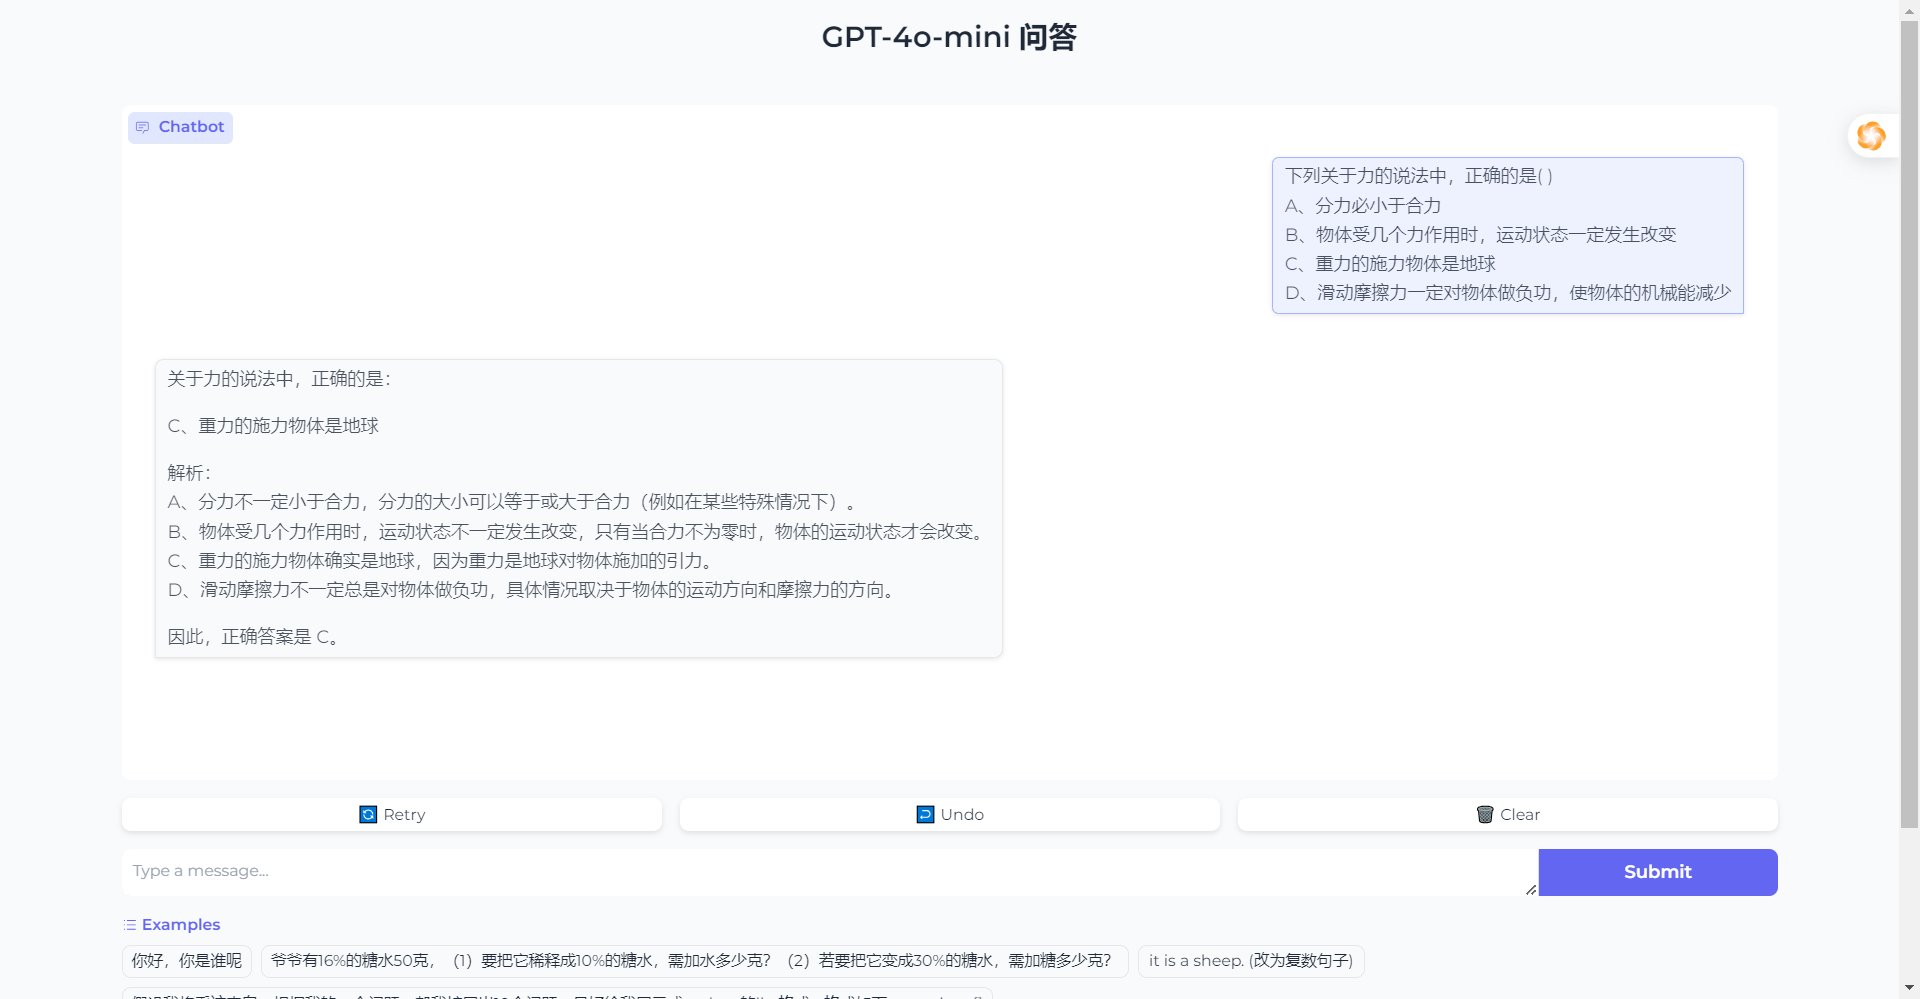 GPT-4o-mini 问答
Chatbot
下列关于力的说法中，正确的是( )
A、分力必小于合力
B、物体受几个力作用时，运动状态一定发生改变
C、重力的施力物体是地球
D、滑动摩擦力一定对物体做负功，使物体的机械能减少
关于力的说法中，正确的是：
C、重力的施力物体是地球
解析：
A、分力不一定小于合力，分力的大小可以等于或大于合力（例如在某些特殊情况下）。
B、物体受几个力作用时，运动状态不一定发生改变，只有当合力不为零时，物体的运动状态才会改变。
C、重力的施力物体确实是地球，因为重力是地球对物体施加的引力。
D、滑动摩擦力不一定总是对物体做负功，具体情况取决于物体的运动方向和摩擦力的方向。
因此，正确答案是 C。
Retry
Undo
Clear
Type a message...
Submit
Examples
你好，你是谁呢
爷爷有16%的糖水50克，（1）要把它稀释成10%的糖水，需加水多少克？（2）若要把它变成30%的糖水，需加糖多少克？
it is a sheep. (改为复数句子)